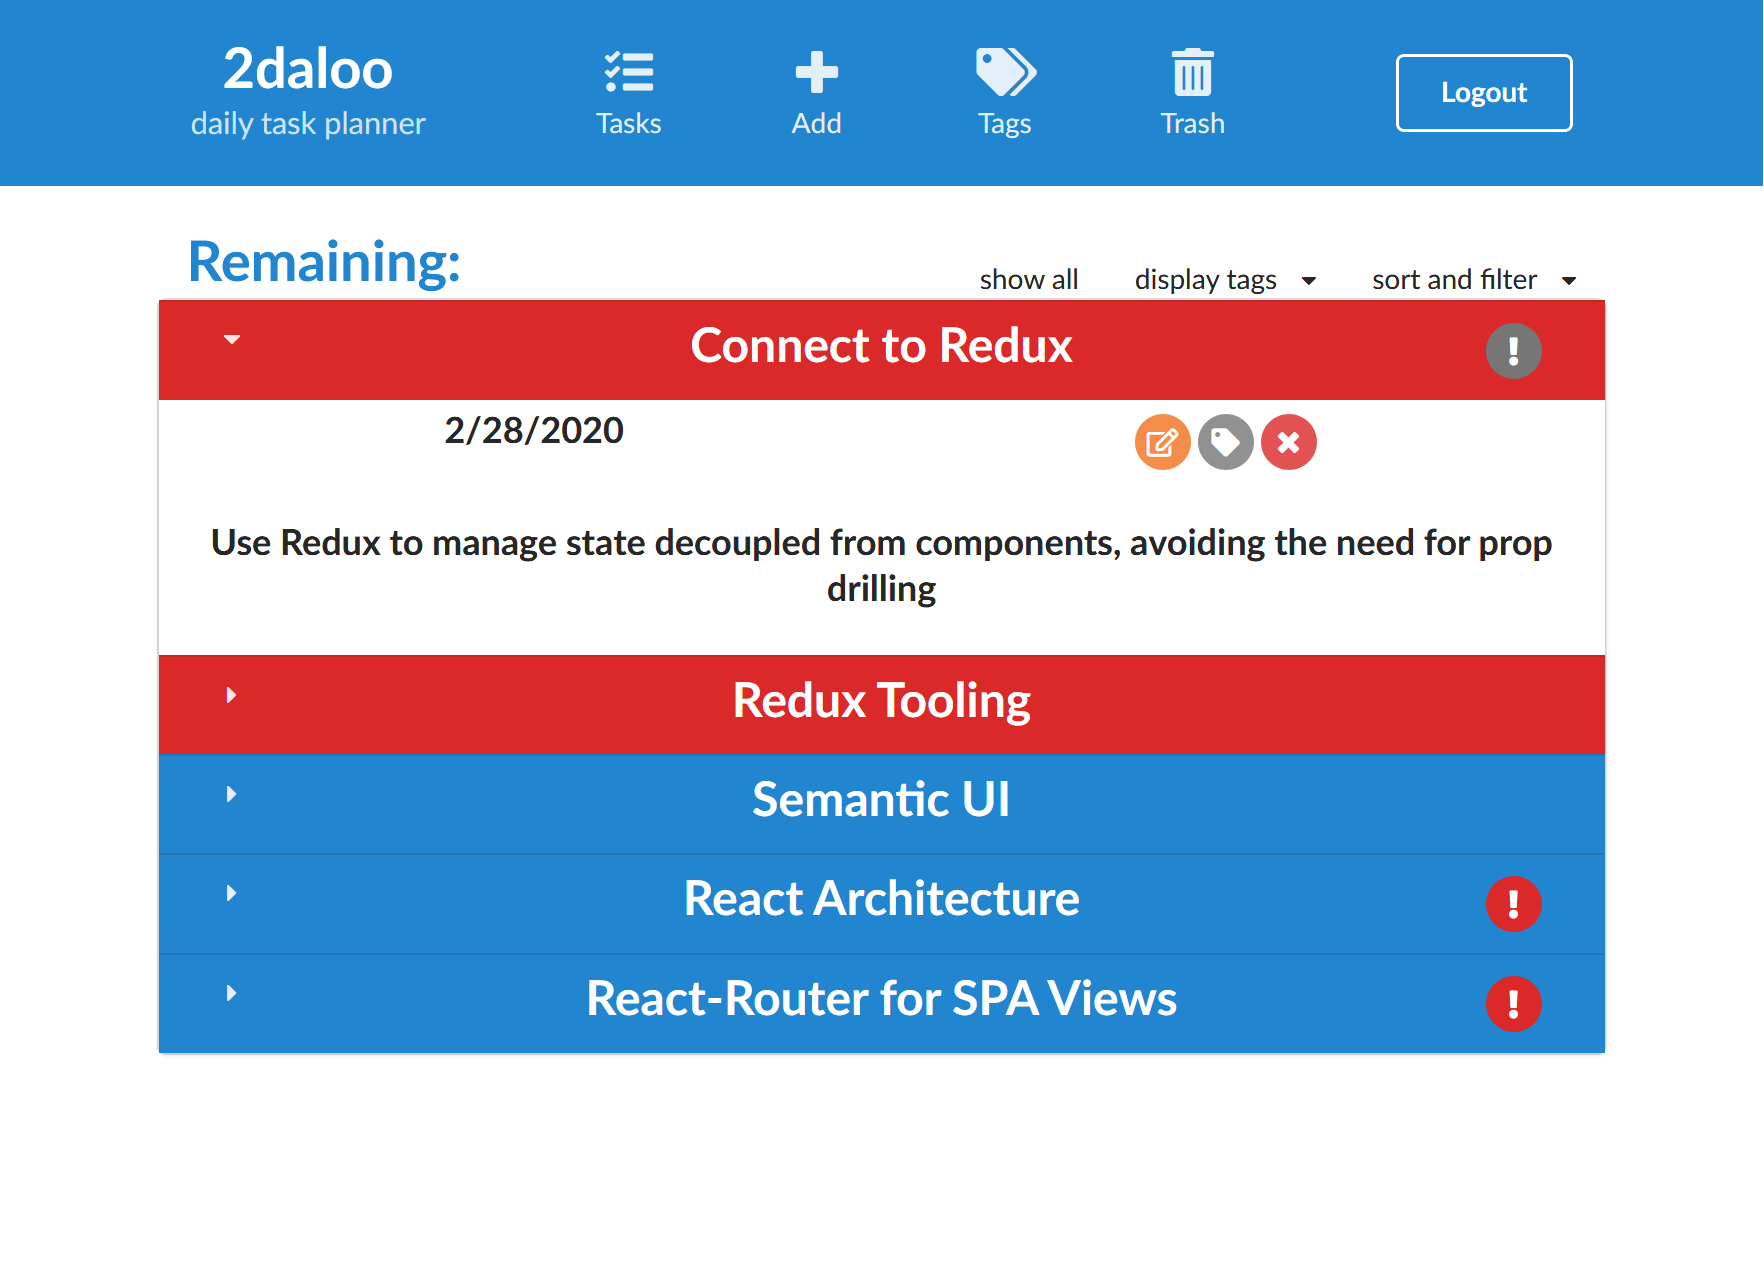 2daloo
daily task planner
Tasks
Add
Tags
Trash
Logout
Remaining:
show all
display tags
sort and filter
Connect to Redux
2/28/2020
Use Redux to manage state decoupled from components, avoiding the need for prop
drilling
Redux Tooling
Semantic UI
React Architecture
React-Router for SPA Views